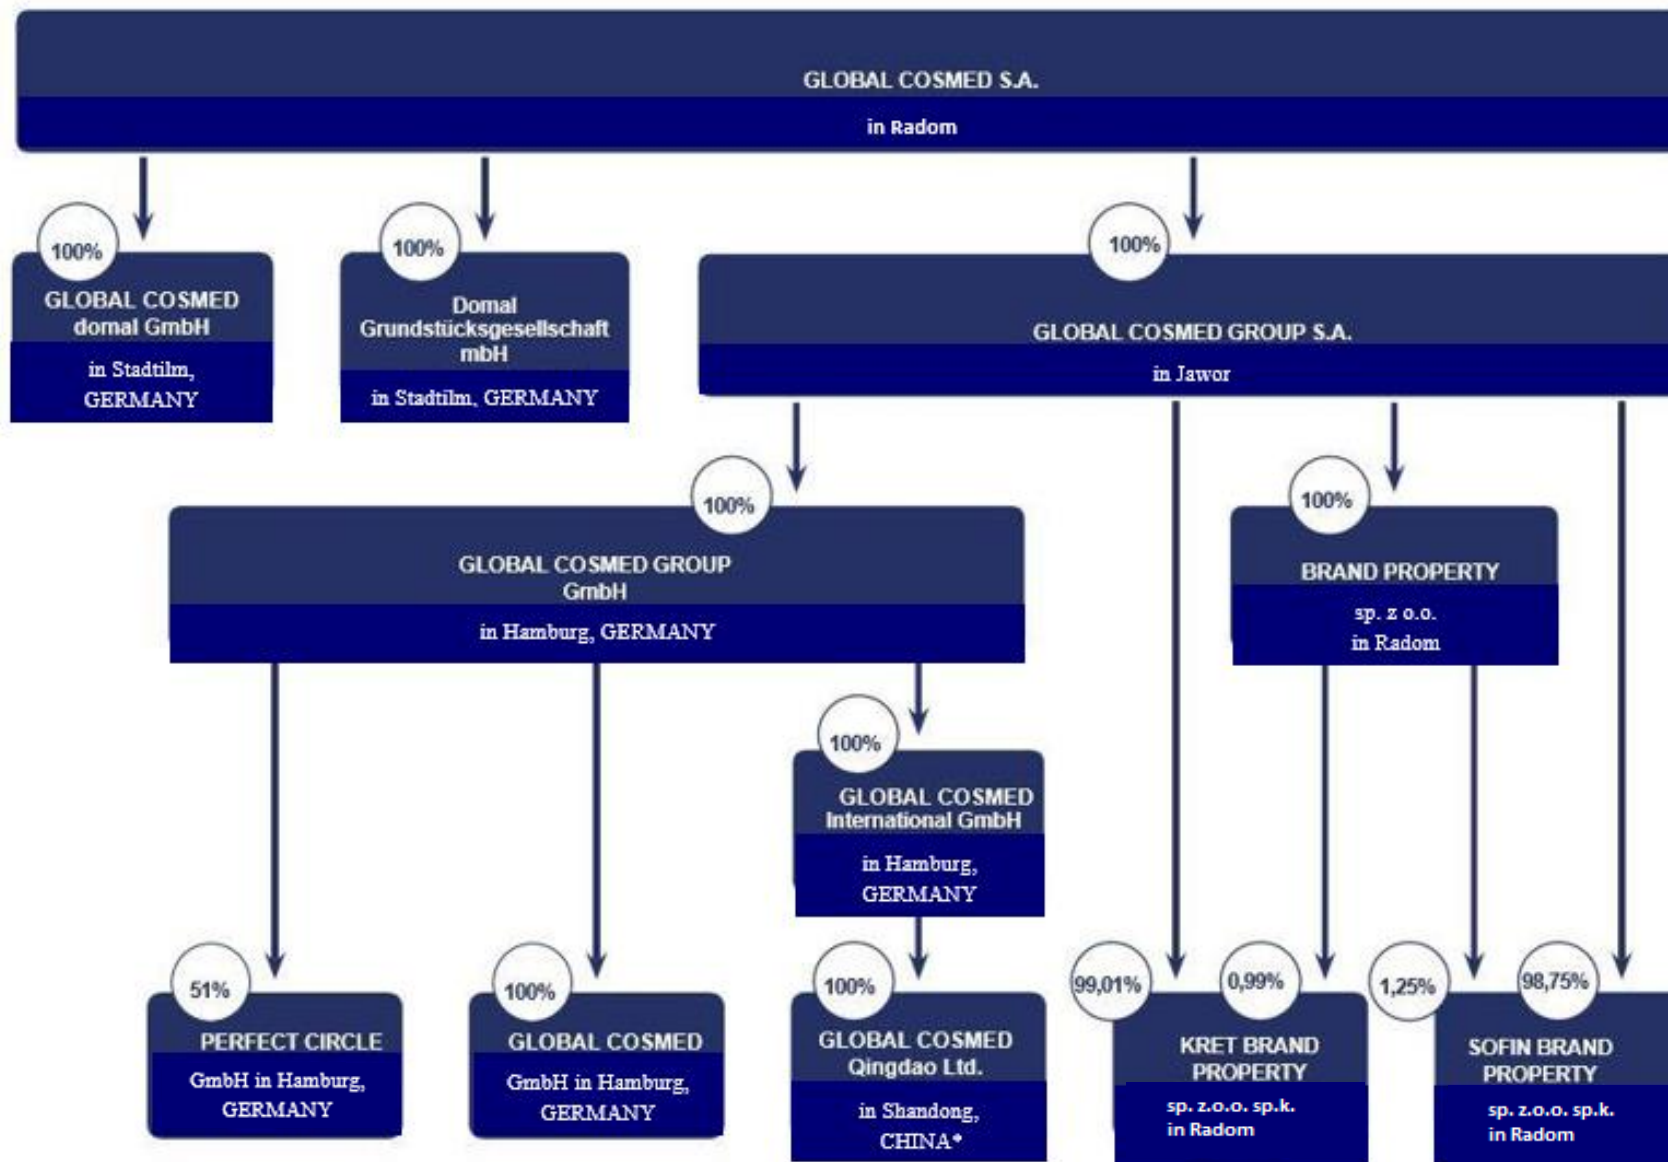 GLOBAL COSMED S.A.
in Radom
100%
GLOBAL COSMED
domal GmbH
in Stadtilm,
GERMANY
100%
Domal
Grundstücksgesellschaft
mbH
in Stadtilm, GERMANY
100%
GLOBAL COSMED GROUP S.A.
in Jawor
100%
GLOBAL COSMED GROUP
GmbH
in Hamburg, GERMANY
100%
BRAND PROPERTY
sp. z o.o.
in Radom
100%
GLOBAL COSMED
International GmbH
in Hamburg,
GERMANY
51%
PERFECT CIRCLE
GmbH in Hamburg,
GERMANY
100%
GLOBAL COSMED
GmbH in Hamburg,
GERMANY
100%
GLOBAL COSMED
Qingdao Ltd.
in Shandong,
CHINA*
99,01%
0,99%
KRET BRAND
PROPERTY
sp. z.o.o. sp.k.
in Radom
1,25%
98,75%
SOFIN BRAND
PROPERTY
sp. z.o.o. sp.k.
in Radom